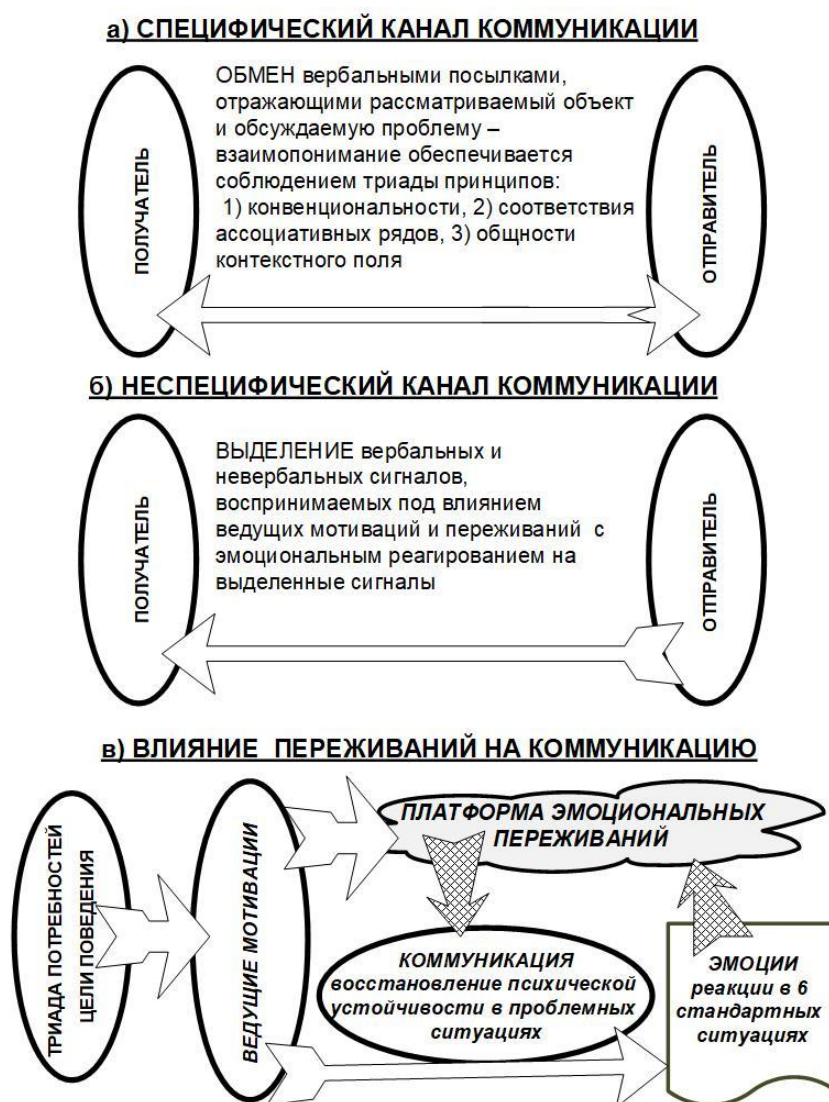 а) СПЕЦИФИЧЕСКИЙ КАНАЛ КОММУНИКАЦИИ
ПОЛУЧАТЕЛЬ
ОБМЕН вербальными посылками,
отражающими рассматриваемый объект
и обсуждаемую проблему –
взаимопонимание обеспечивается
соблюдением триады принципов:
1) конвенциональности, 2) соответствия
ассоциативных рядов, 3) общности
контекстного поля
ОТПРАВИТЕЛЬ
б) НЕСПЕЦИФИЧЕСКИЙ КАНАЛ КОММУНИКАЦИИ
ПОЛУЧАТЕЛЬ
ВЫДЕЛЕНИЕ вербальных и
невербальных сигналов,
воспринимаемых под влиянием
ведущих мотиваций и переживаний с
эмоциональным реагированием на
выделенные сигналы
ОТПРАВИТЕЛЬ
в) ВЛИЯНИЕ ПЕРЕЖИВАНИЙ НА КОММУНИКАЦИЮ
ТРИАДА ПОТРЕБНОСТЕЙ
ЦЕЛИ ПОВЕДЕНИЯ
ВЕДУЩИЕ МОТИВАЦИИ
ПЛАТФОРМА ЭМОЦИОНАЛЬНЫХ
ПЕРЕЖИВАНИЙ
КОММУНИКАЦИЯ
восстановление психической
устойчивости в проблемных
ситуациях
ЭМОЦИИ
реакции в 6
стандартных
ситуациях